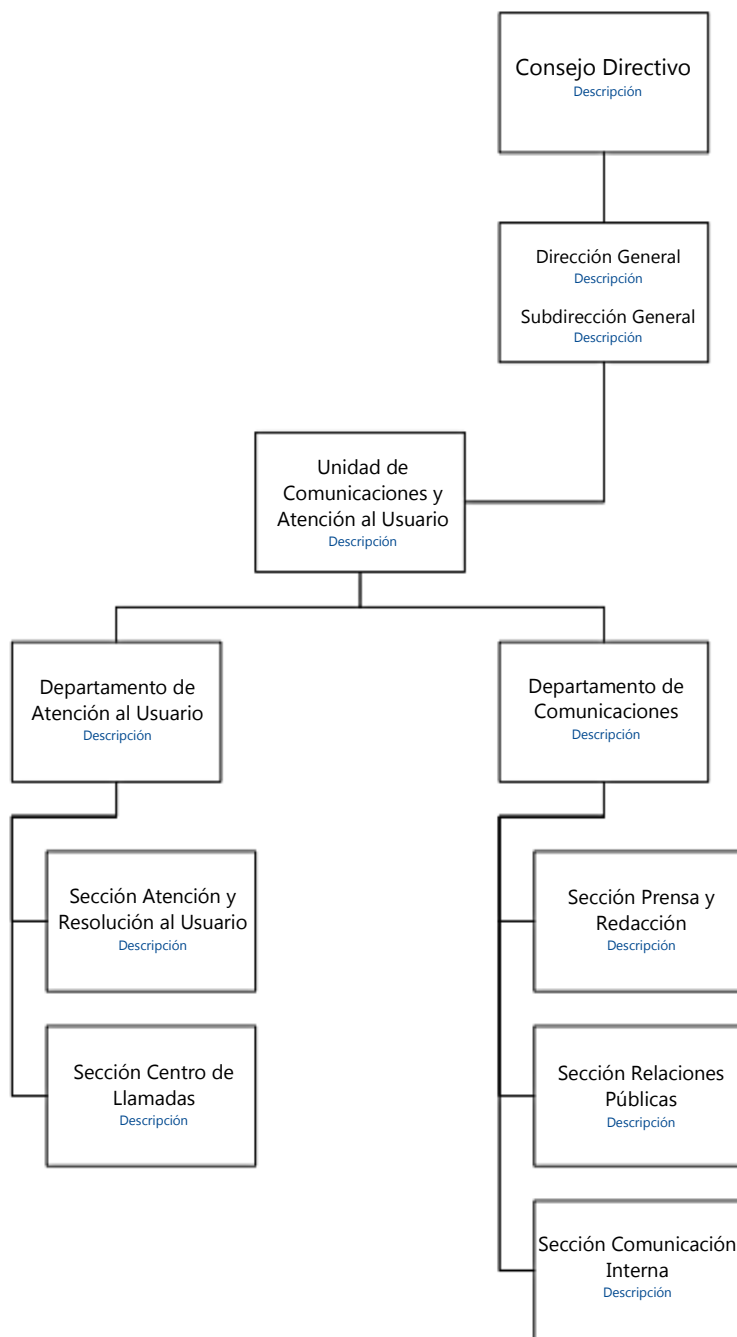 Consejo Directivo
Descripción
Dirección General
Descripción
Subdirección General
Descripción
Unidad de
Comunicaciones y
Atención al Usuario
Descripción
Departamento de
Atención al Usuario
Descripción
Departamento de
Comunicaciones
Descripción
Sección Atención y
Resolución al Usuario
Descripción
Sección Prensa y
Redacción
Descripción
Sección Centro de
Llamadas
Descripción
Sección Relaciones
Públicas
Descripción
Sección Comunicación
Interna
Descripción